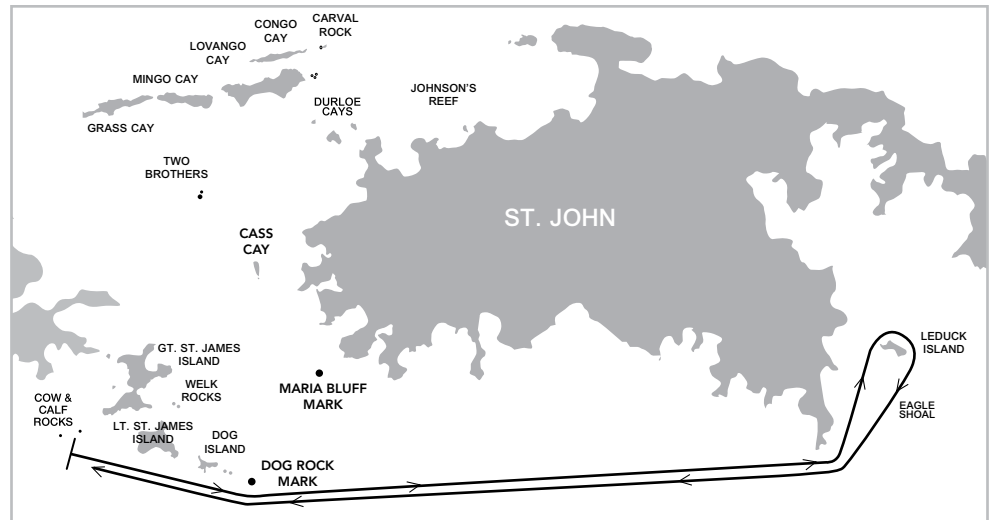 CONGO
CAY
CARVAL
ROCK
LOVANGO
CAY
MINGO CAY
GRASS CAY
DURLOE
CAYS
JOHNSON'S
REEF
TWO
BROTHERS
CASS
CAY
ST. JOHN
GT. ST. JAMES
ISLAND
WELK
ROCKS
MARIA BLUFF
MARK
LEDUCK
ISLAND
EAGLE
SHOAL
COW &
CALF
ROCKS
LT. ST. JAMES
ISLAND
DOG
ISLAND
DOG ROCK
MARK